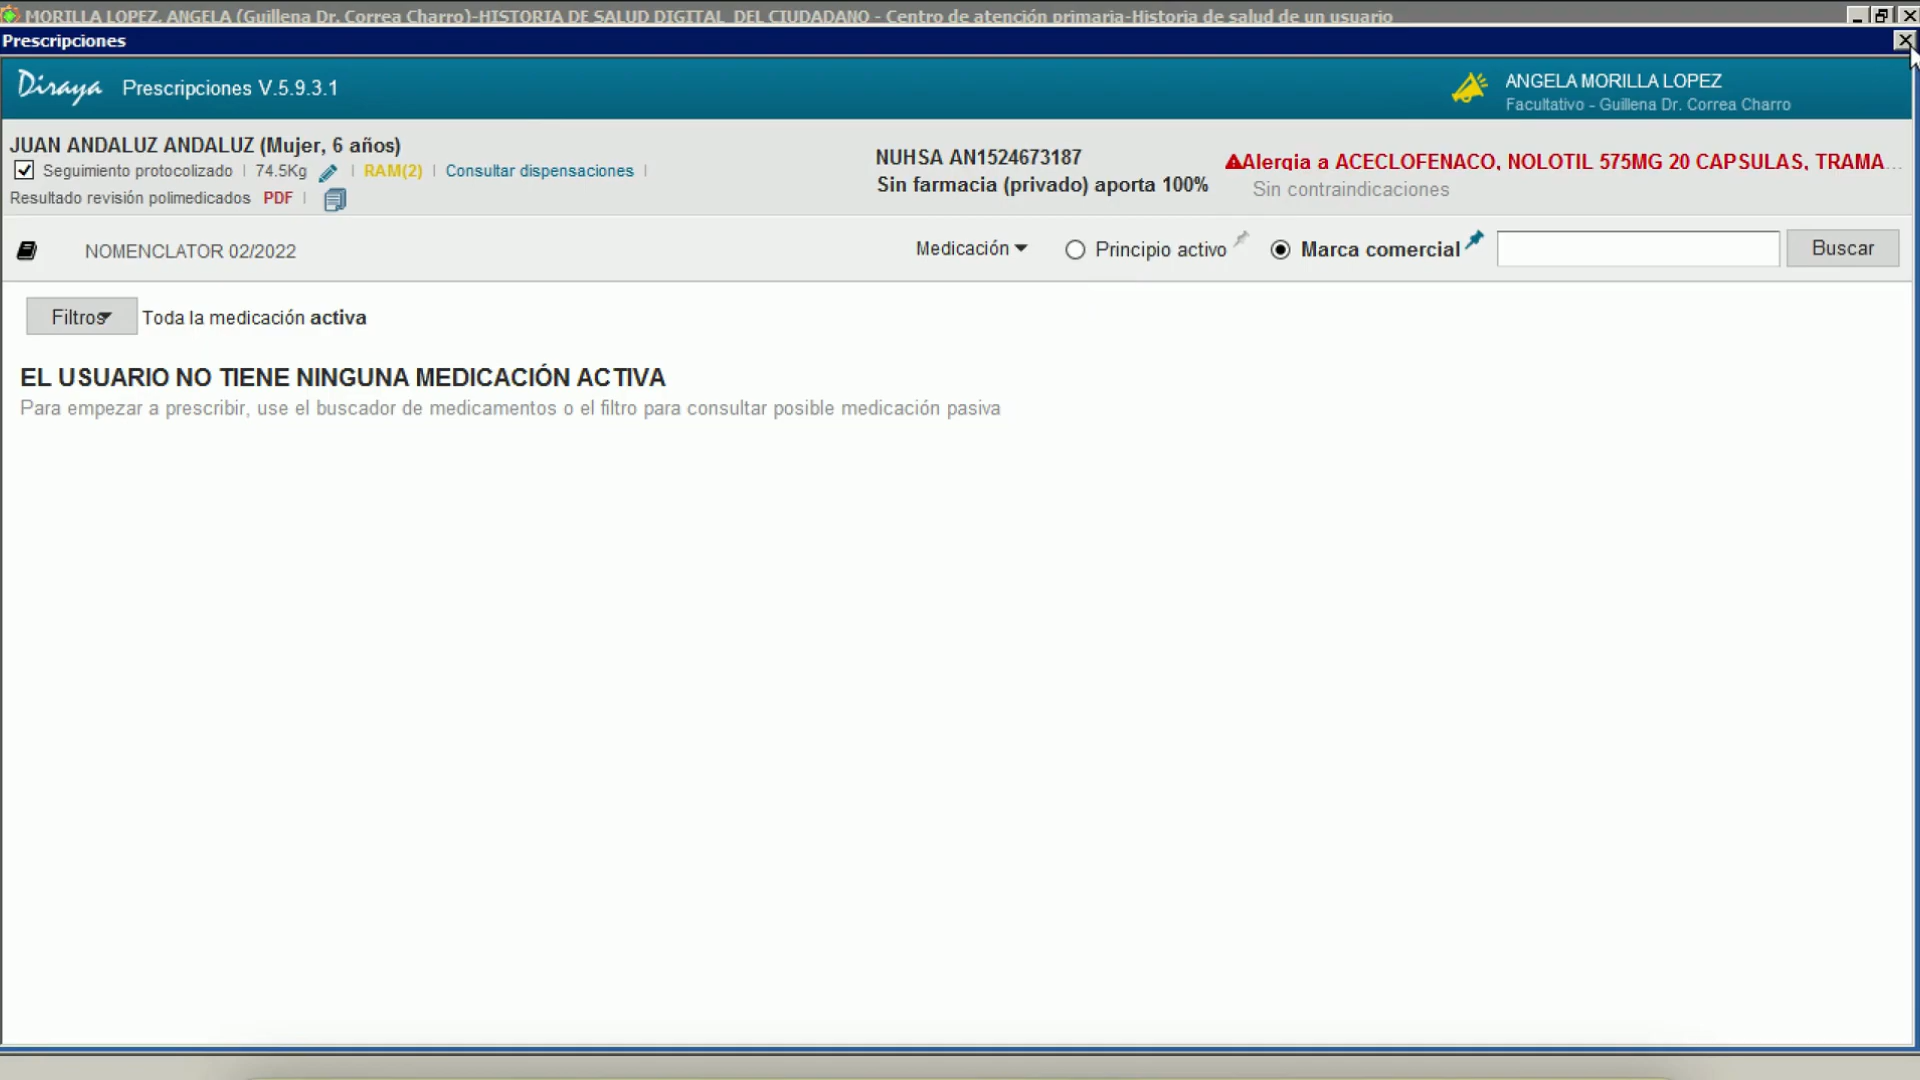 MORILLA LOPEZ, ANGELA (Guillena Dr. Correa Charro)-HISTORIA DE SALUD DIGITAL DEL CIUDADANO - Centro de atención primaria-Historia de salud de un usuario
Prescripciones
Diraya Prescripciones V.5.9.3.1
ANGELA MORILLA LOPEZ
Facultativo - Guillena Dr. Correa Charro
JUAN ANDALUZ ANDALUZ (Mujer, 6 años)
Seguimiento protocolizado | 74.5Kg | RAM(2) | Consultar dispensaciones |
Resultado revisión polimedicados PDF |
NUHSA AN1524673187
Sin farmacia (privado) aporta 100%
Alergia a ACECLOFENACO, NOLOTIL 575MG 20 CAPSULAS, TRAMA...
Sin contraindicaciones
NOMENCLATOR 02/2022
Medicación Principio activo Marca comercial Buscar
Filtros Toda la medicación activa
EL USUARIO NO TIENE NINGUNA MEDICACIÓN ACTIVA
Para empezar a prescribir, use el buscador de medicamentos o el filtro para consultar posible medicación pasiva